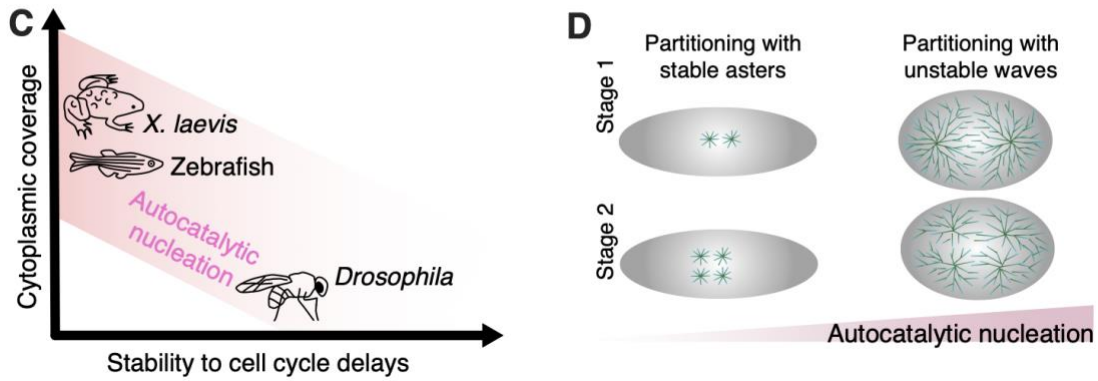 C
Cytoplasmic coverage
X. laevis
Zebrafish
Autocatalytic
nucleation
Drosophila
Stability to cell cycle delays
D
Partitioning with
stable asters
Partitioning with
unstable waves
Stage 1
Stage 2
Autocatalytic nucleation